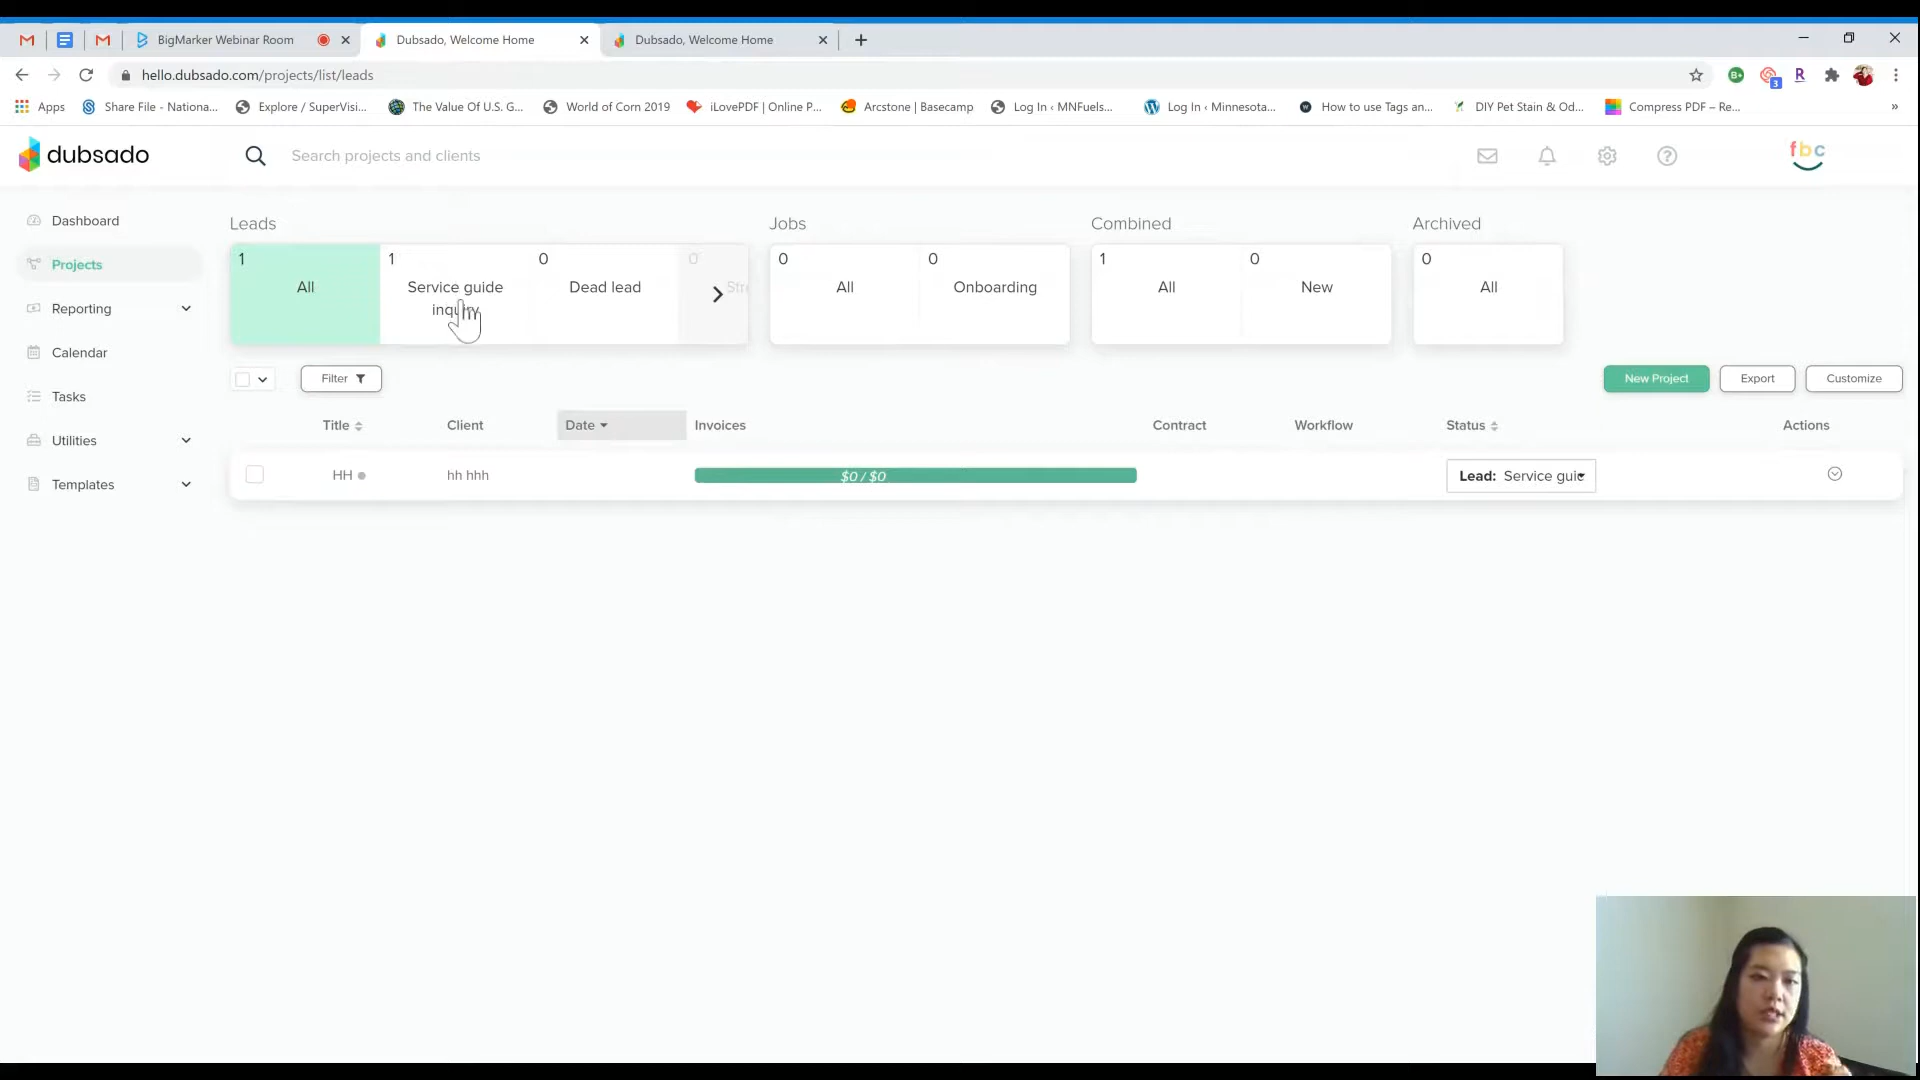 BigMarker Webinar Room
Dubsado, Welcome Home
Dubsado, Welcome Home
hello.dubsado.com/projects/list/leads
B+
3
R
Apps
Share File - Nationa...
Explore / SuperVisi...
The Value Of U.S. G...
World of Corn 2019
iLovePDF | Online P...
Arcstone | Basecamp
Log In ‹ MNFuels...
Log In ‹ Minnesota...
How to use Tags an...
DIY Pet Stain & Od...
Compress PDF – Re...
»
dubsado
Search projects and clients
fbc
Dashboard
Projects
Reporting
Calendar
Tasks
Utilities
Templates
Leads
Jobs
Combined
Archived
1
All
1
Service guide
inquiry
0
Dead lead
0
Str
0
All
0
Onboarding
1
All
0
New
0
All
Filter
New Project
Export
Customize
Title
Client
Date
Invoices
Contract
Workflow
Status
Actions
HH
hh hhh
$0 / $0
Lead: Service guid